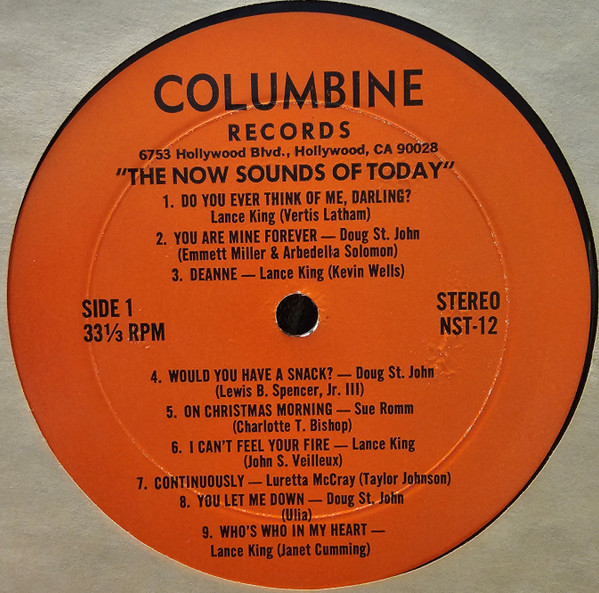 COLUMBINE
RECORDS
6753 Hollywood Blvd., Hollywood, CA 90028
"THE NOW SOUNDS OF TODAY"
1. DO YOU EVER THINK OF ME, DARLING?
Lance King (Vertis Latham)
2. YOU ARE MINE FOREVER — Doug St. John
(Emmett Miller & Arbedella Solomon)
3. DEANNE — Lance King (Kevin Wells)
SIDE 1
33⅓ RPM
STEREO
NST-12
4. WOULD YOU HAVE A SNACK? — Doug St. John
(Lewis B. Spencer, Jr. III)
5. ON CHRISTMAS MORNING — Sue Romm
(Charlotte T. Bishop)
6. I CAN'T FEEL YOUR FIRE — Lance King
(John S. Veilleux)
7. CONTINUOUSLY — Luretta McCray (Taylor Johnson)
8. YOU LET ME DOWN — Doug St. John
(Ulia)
9. WHO'S WHO IN MY HEART —
Lance King (Janet Cumming)